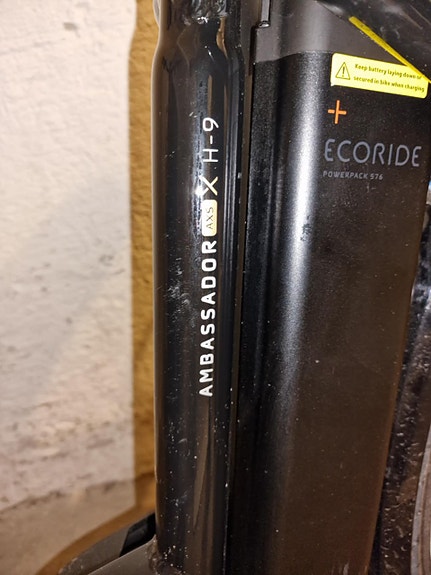 AMBASSADOR AXS X H-9
Keep battery laying down or
secured in bike when charging
+
ECORIDE
POWERPACK 576